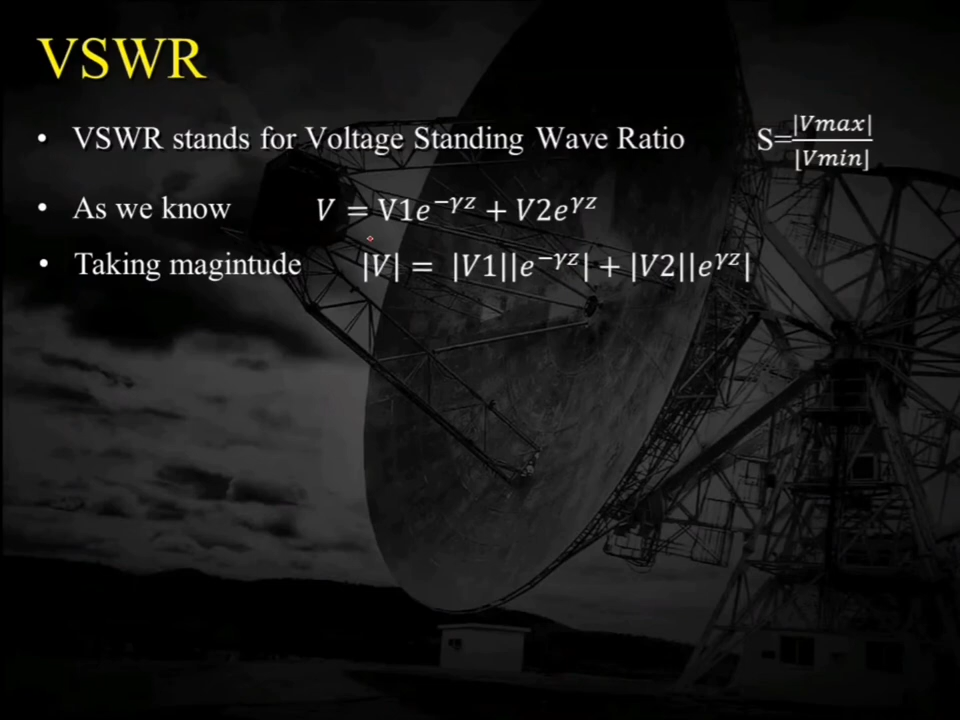 VSWR
• VSWR stands for Voltage Standing Wave Ratio S=|Vmax|/|Vmin|
• As we know V = V1e^{−γz} + V2e^{γz}
• Taking magintude |V| = |V1||e^{−γz}| + |V2||e^{γz}|